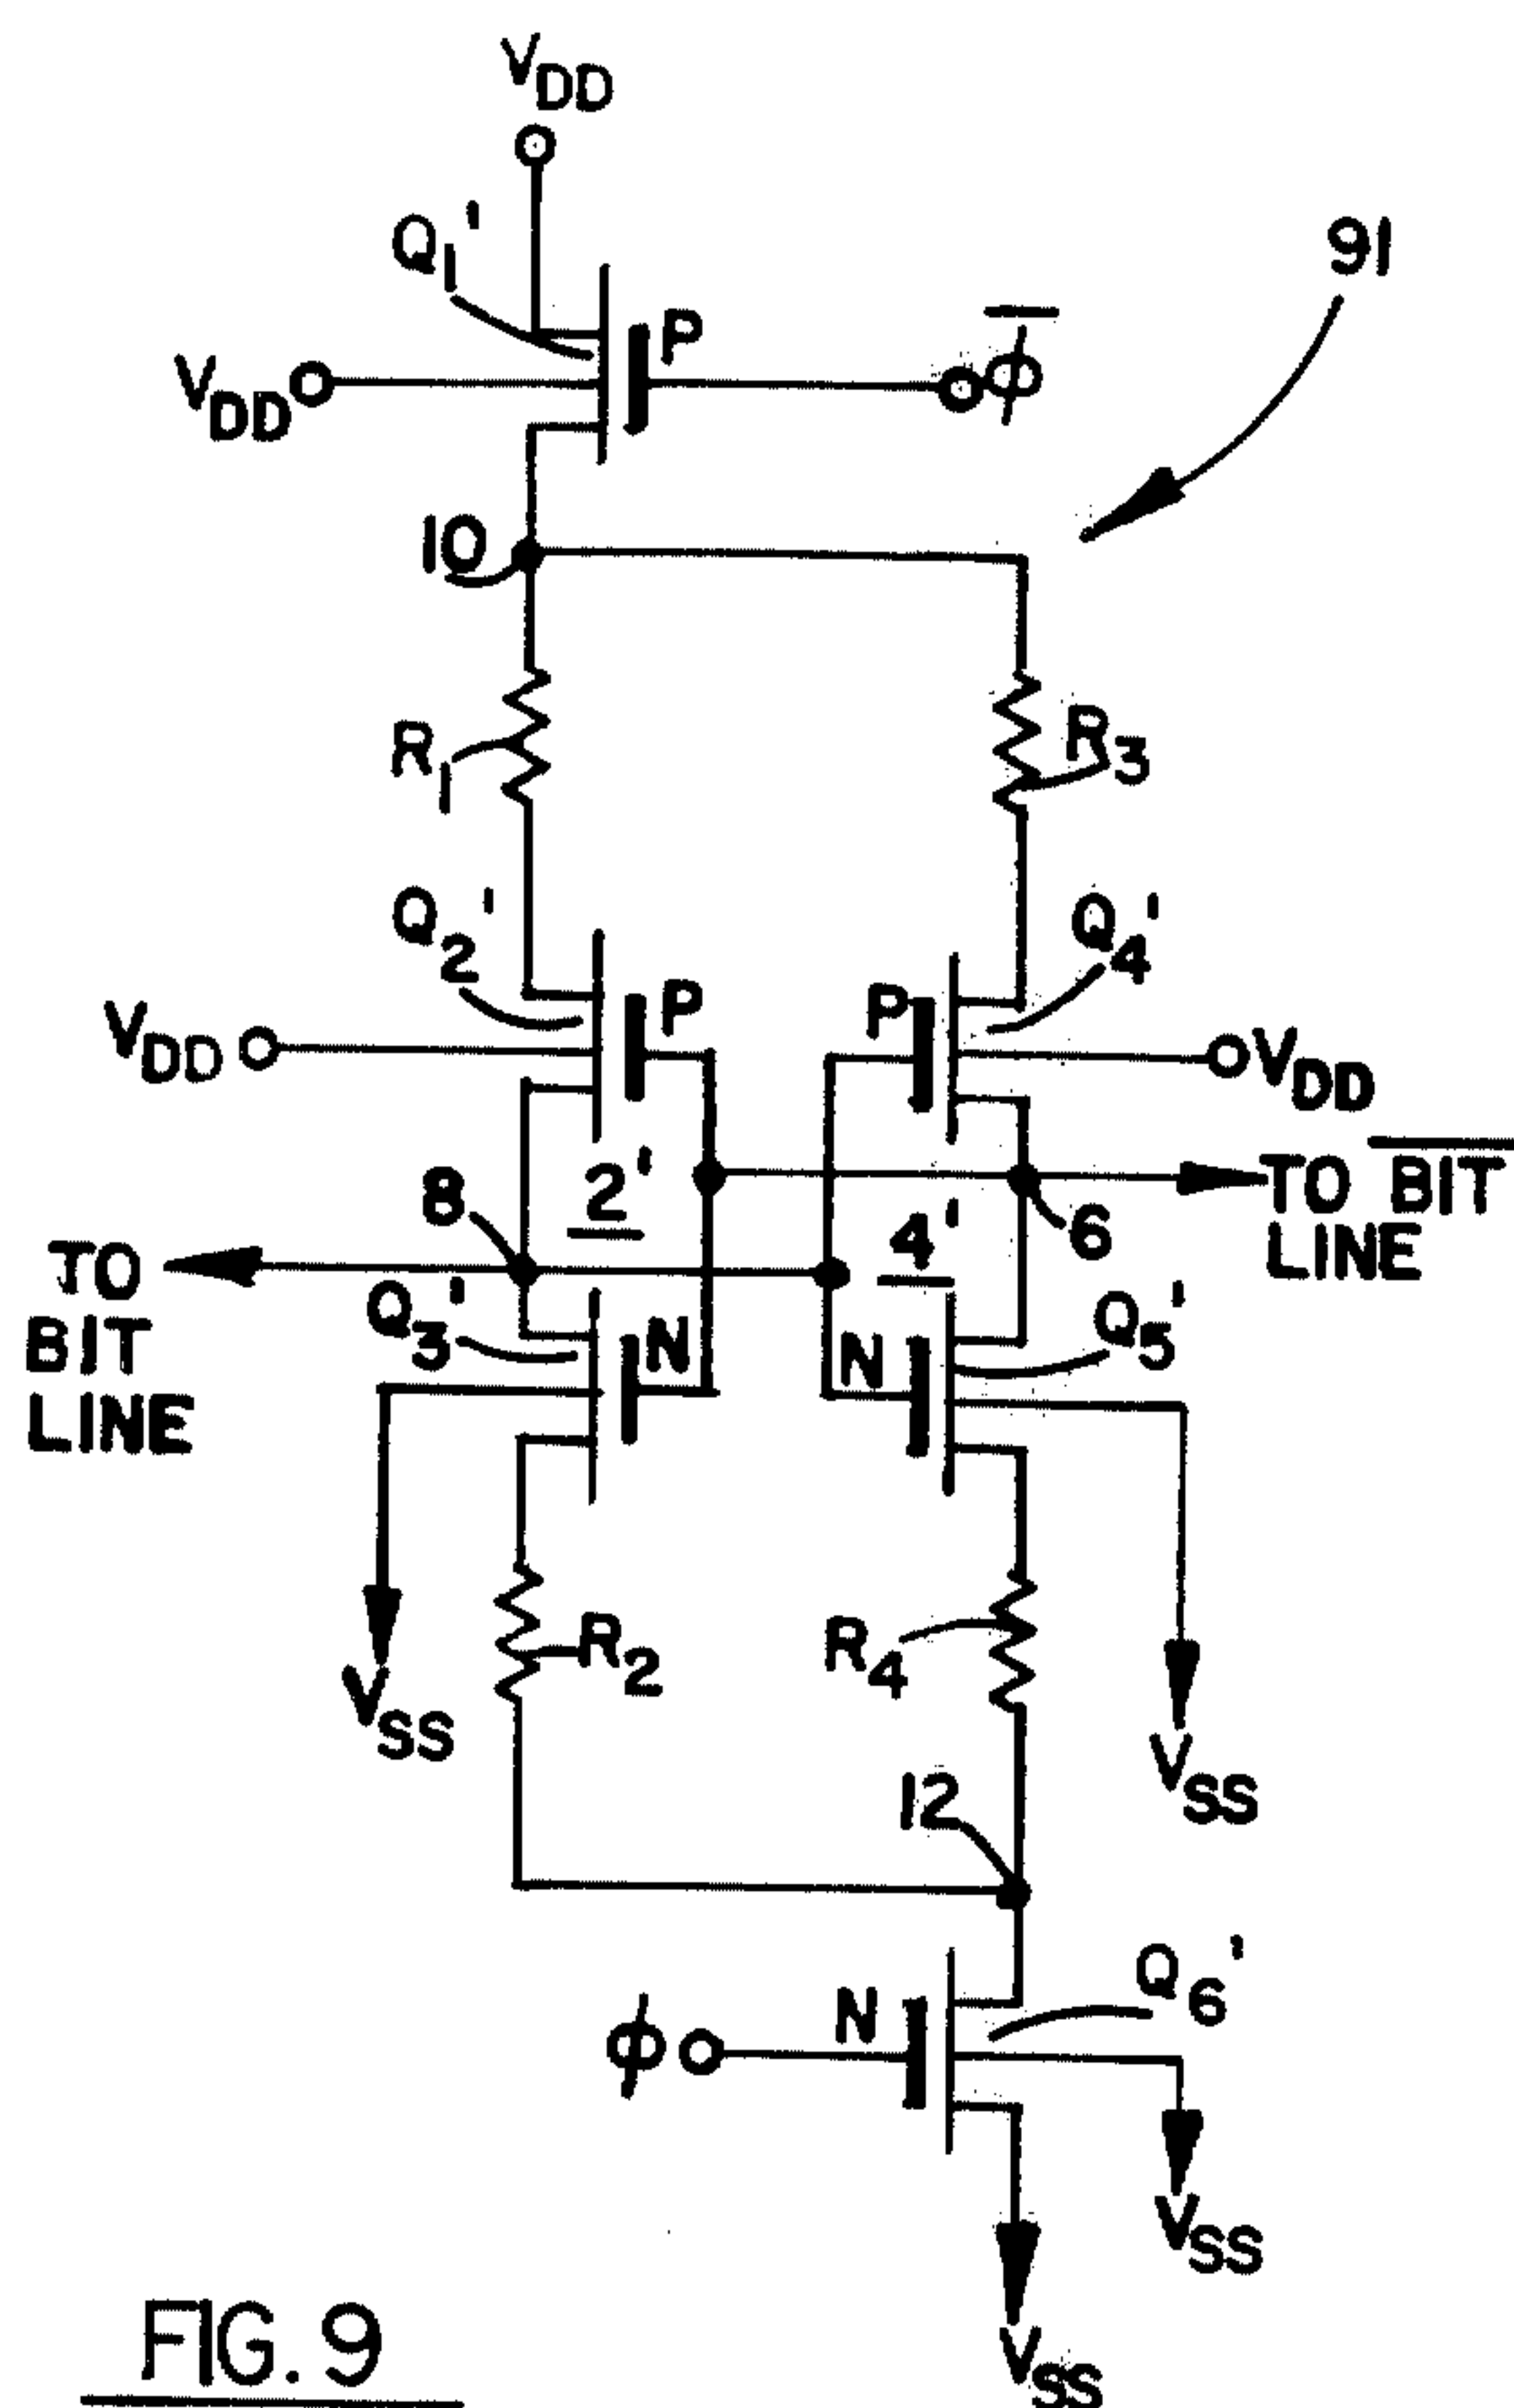 VDD
Q1'
91
P
VDD
φ̅
10
R1
R3
Q2'
Q4'
P
P
VDD
VDD
TO B̅I̅T̅
LINE
8
2'
4'
6
TO
BIT
LINE
Q3'
N
N
Q5'
R2
R4
VSS
VSS
12
Q6'
N
φ
VSS
VSS
FIG. 9